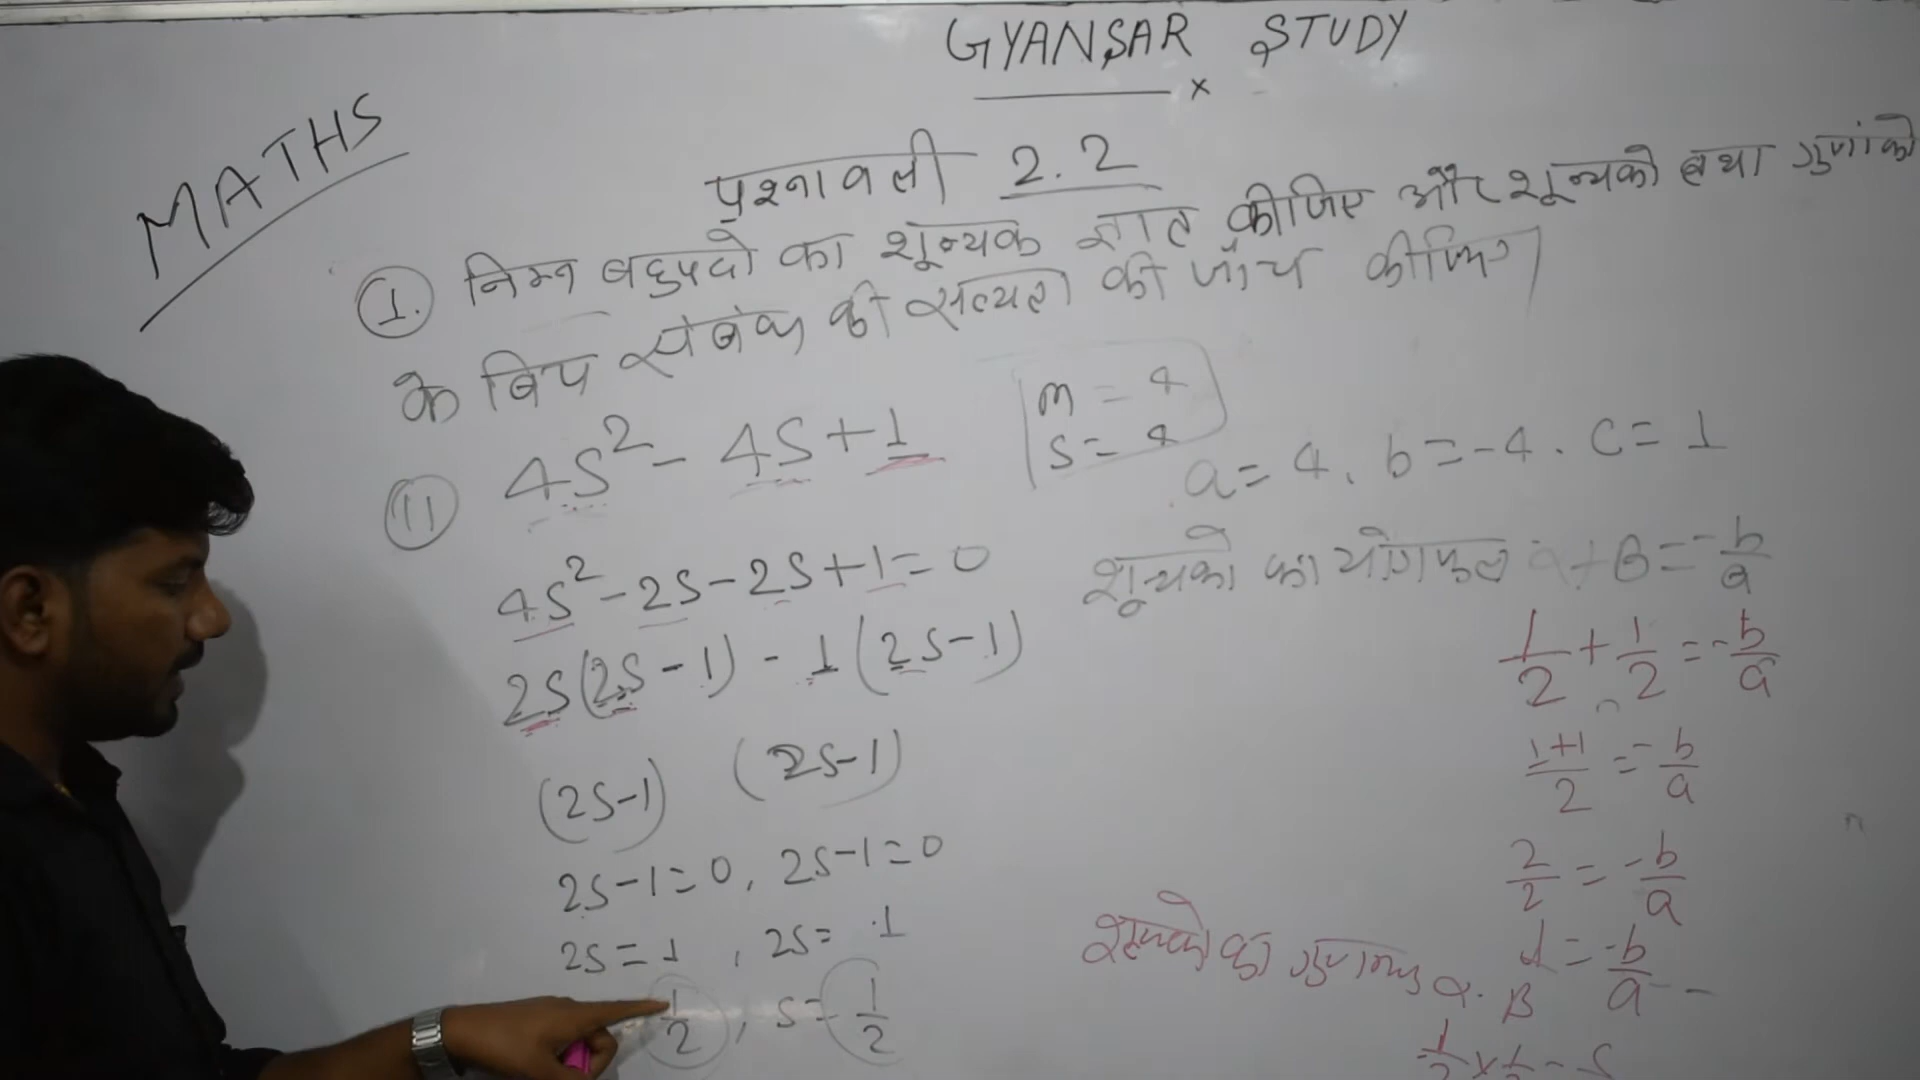 GYANSAR STUDY
x
MATHS
प्रश्नावली 2.2
I. निम्न बहुपदो का शून्यक ज्ञात कीजिए और शून्यको तथा गुणांको
के बिच संबंध की सत्यता की जाँच कीजिए
m = 4
s = 4
(11) 4s² - 4s + 1
a = 4, b = -4. c = 1
4s² - 2s - 2s + 1 = 0
2s(2s - 1) - 1(2s - 1)
(2s-1) (2s-1)
2s-1=0, 2s-1=0
2s = 1, 2s = 1
1/2, s = 1/2
शून्यको का योगफल α + B = -b/a
1/2 + 1/2 = -b/a
1+1/2 = -b/a
2/2 = -b/a
1 = -b/a
शून्यको का गुणनफल α. B